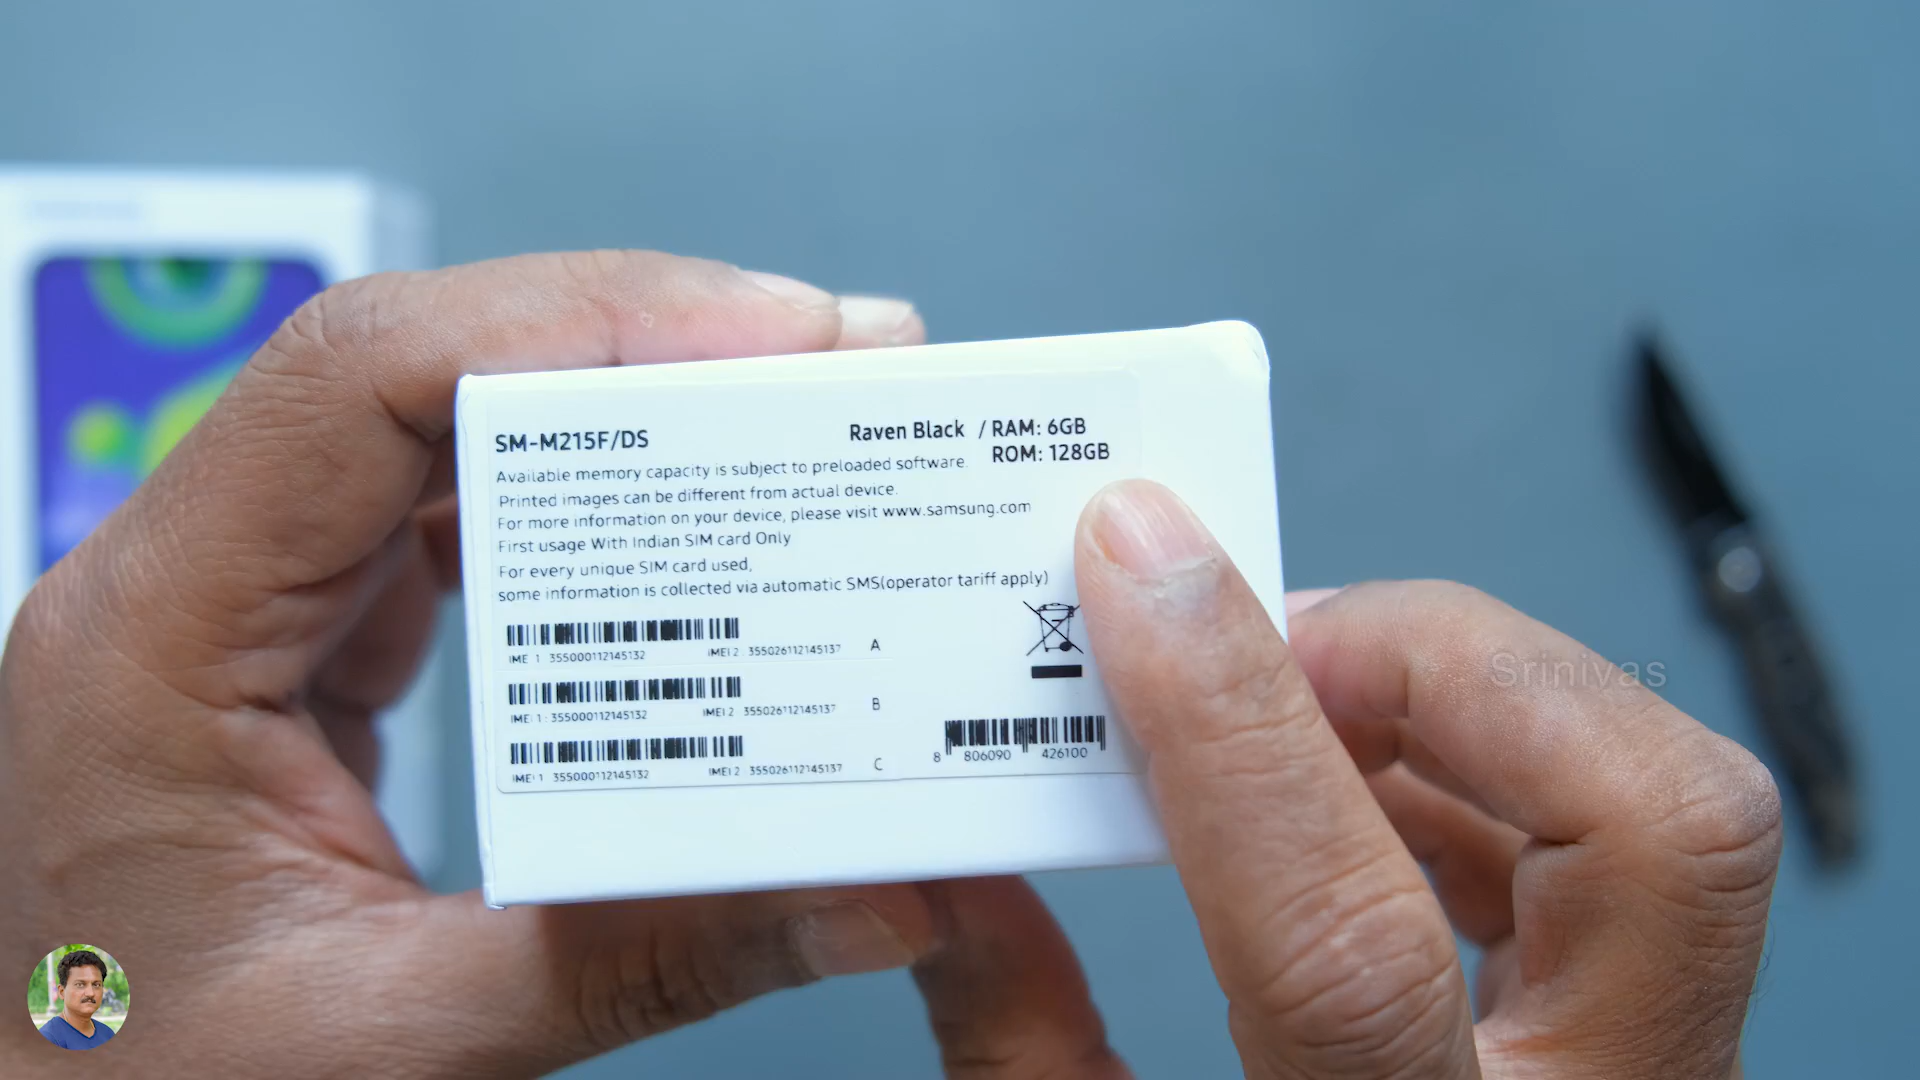 SM-M215F/DS
Raven Black / RAM: 6GB
ROM: 128GB
Available memory capacity is subject to preloaded software.
Printed images can be different from actual device.
For more information on your device, please visit www.samsung.com
First usage With Indian SIM card Only
For every unique SIM card used,
some information is collected via automatic SMS(operator tariff apply)
IME 1 355000112145132 IMEI 2 355026112145137 A
IMEI 1: 355000112145132 IMEI 2 355026112145137 B
IMEI 1 355000112145132 IMEI 2 355026112145137 C
8 806090 426100
Srinivas